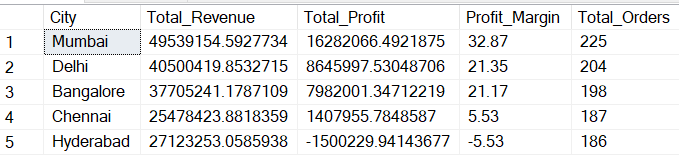 City Total_Revenue Total_Profit Profit_Margin Total_Orders
1 Mumbai 49539154.5927734 16282066.4921875 32.87 225
2 Delhi 40500419.8532715 8645997.53048706 21.35 204
3 Bangalore 37705241.1787109 7982001.34712219 21.17 198
4 Chennai 25478423.8818359 1407955.7848587 5.53 187
5 Hyderabad 27123253.0585938 -1500229.94143677 -5.53 186